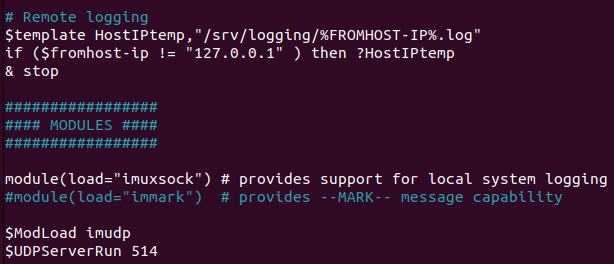 # Remote logging
$template HostIPtemp,"/srv/logging/%FROMHOST-IP%.log"
if ($fromhost-ip != "127.0.0.1" ) then ?HostIPtemp
& stop
#################
#### MODULES ####
#################
module(load="imuxsock") # provides support for local system logging
#module(load="immark")  # provides --MARK-- message capability
$ModLoad imudp
$UDPServerRun 514